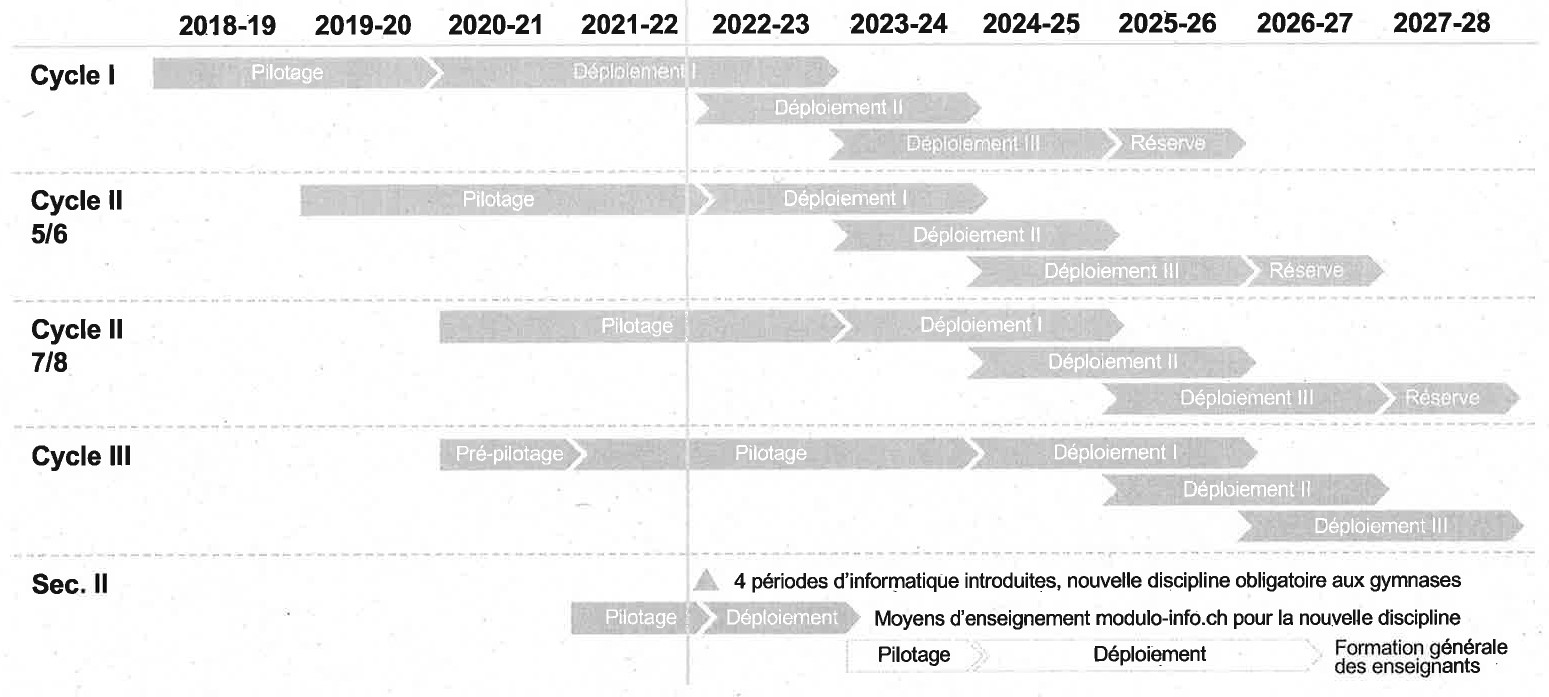 2018-19 2019-20 2020-21 2021-22 2022-23 2023-24 2024-25 2025-26 2026-27 2027-28
Cycle I Pilotage Déploiement I
Déploiement II
Déploiement III Réserve
Cycle II Pilotage Déploiement I
5/6 Déploiement II
Déploiement III Réserve
Cycle II Pilotage Déploiement I
7/8 Déploiement II
Déploiement III Réserve
Cycle III Pré-pilotage Pilotage Déploiement I
Déploiement II
Déploiement III
Sec. II 4 périodes d'informatique introduites, nouvelle discipline obligatoire aux gymnases
Pilotage Déploiement Moyens d'enseignement modulo-info.ch pour la nouvelle discipline
Pilotage Déploiement Formation générale
des enseignants